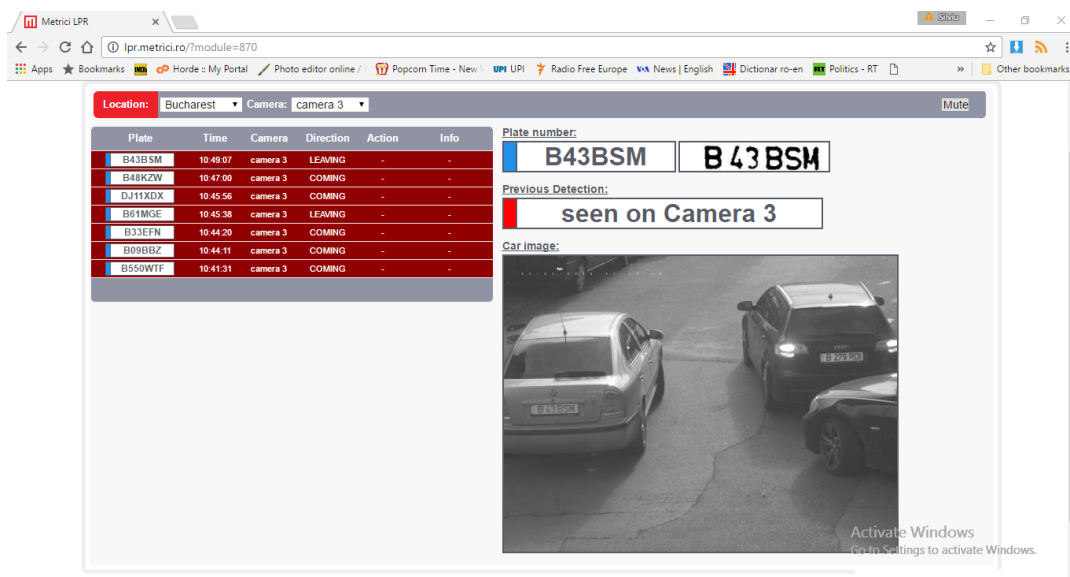 Metrici LPR
Silviu
lpr.metrici.ro/?module=870
Apps Bookmarks IMDb Horde :: My Portal Photo editor online / Popcorn Time - New UPI UPI Radio Free Europe VOA News | English Dictionar ro-en RT Politics - RT » Other bookmarks
Location: Bucharest Camera: camera 3 Mute
Plate Time Camera Direction Action Info
B43BSM 10:49:07 camera 3 LEAVING - -
B48KZW 10:47:00 camera 3 COMING - -
DJ11XDX 10:45:56 camera 3 COMING - -
B61MGE 10:45:38 camera 3 LEAVING - -
B33EFN 10:44:20 camera 3 COMING - -
B09BBZ 10:44:11 camera 3 COMING - -
B550WTF 10:41:31 camera 3 COMING - -
Plate number:
B43BSM B 43 BSM
Previous Detection:
seen on Camera 3
Car image:
B 279 RDI
B 43 BSM
Activate Windows
Go to Settings to activate Windows.